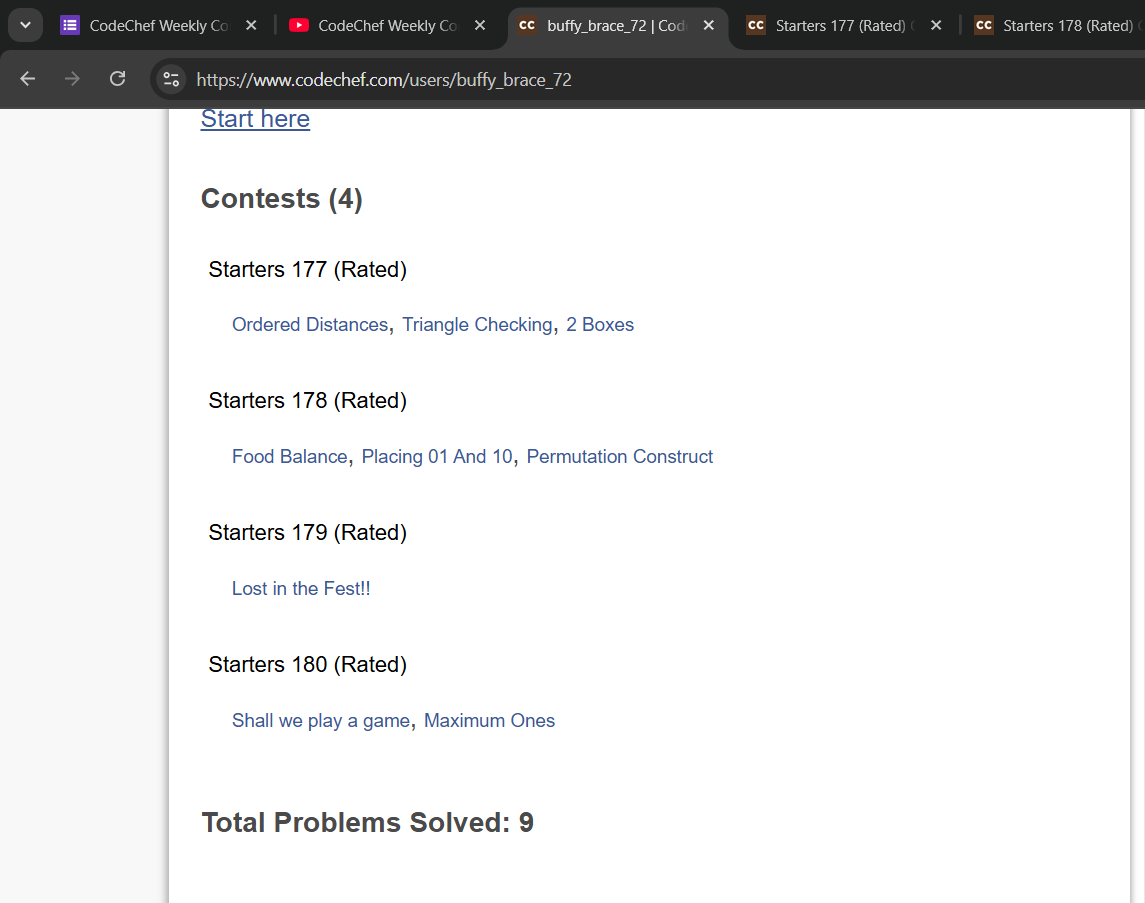 CodeChef Weekly Co CodeChef Weekly Co CC buffy_brace_72 | Cod CC Starters 177 (Rated) CC Starters 178 (Rated)
https://www.codechef.com/users/buffy_brace_72
Start here
Contests (4)
Starters 177 (Rated)
Ordered Distances, Triangle Checking, 2 Boxes
Starters 178 (Rated)
Food Balance, Placing 01 And 10, Permutation Construct
Starters 179 (Rated)
Lost in the Fest!!
Starters 180 (Rated)
Shall we play a game, Maximum Ones
Total Problems Solved: 9